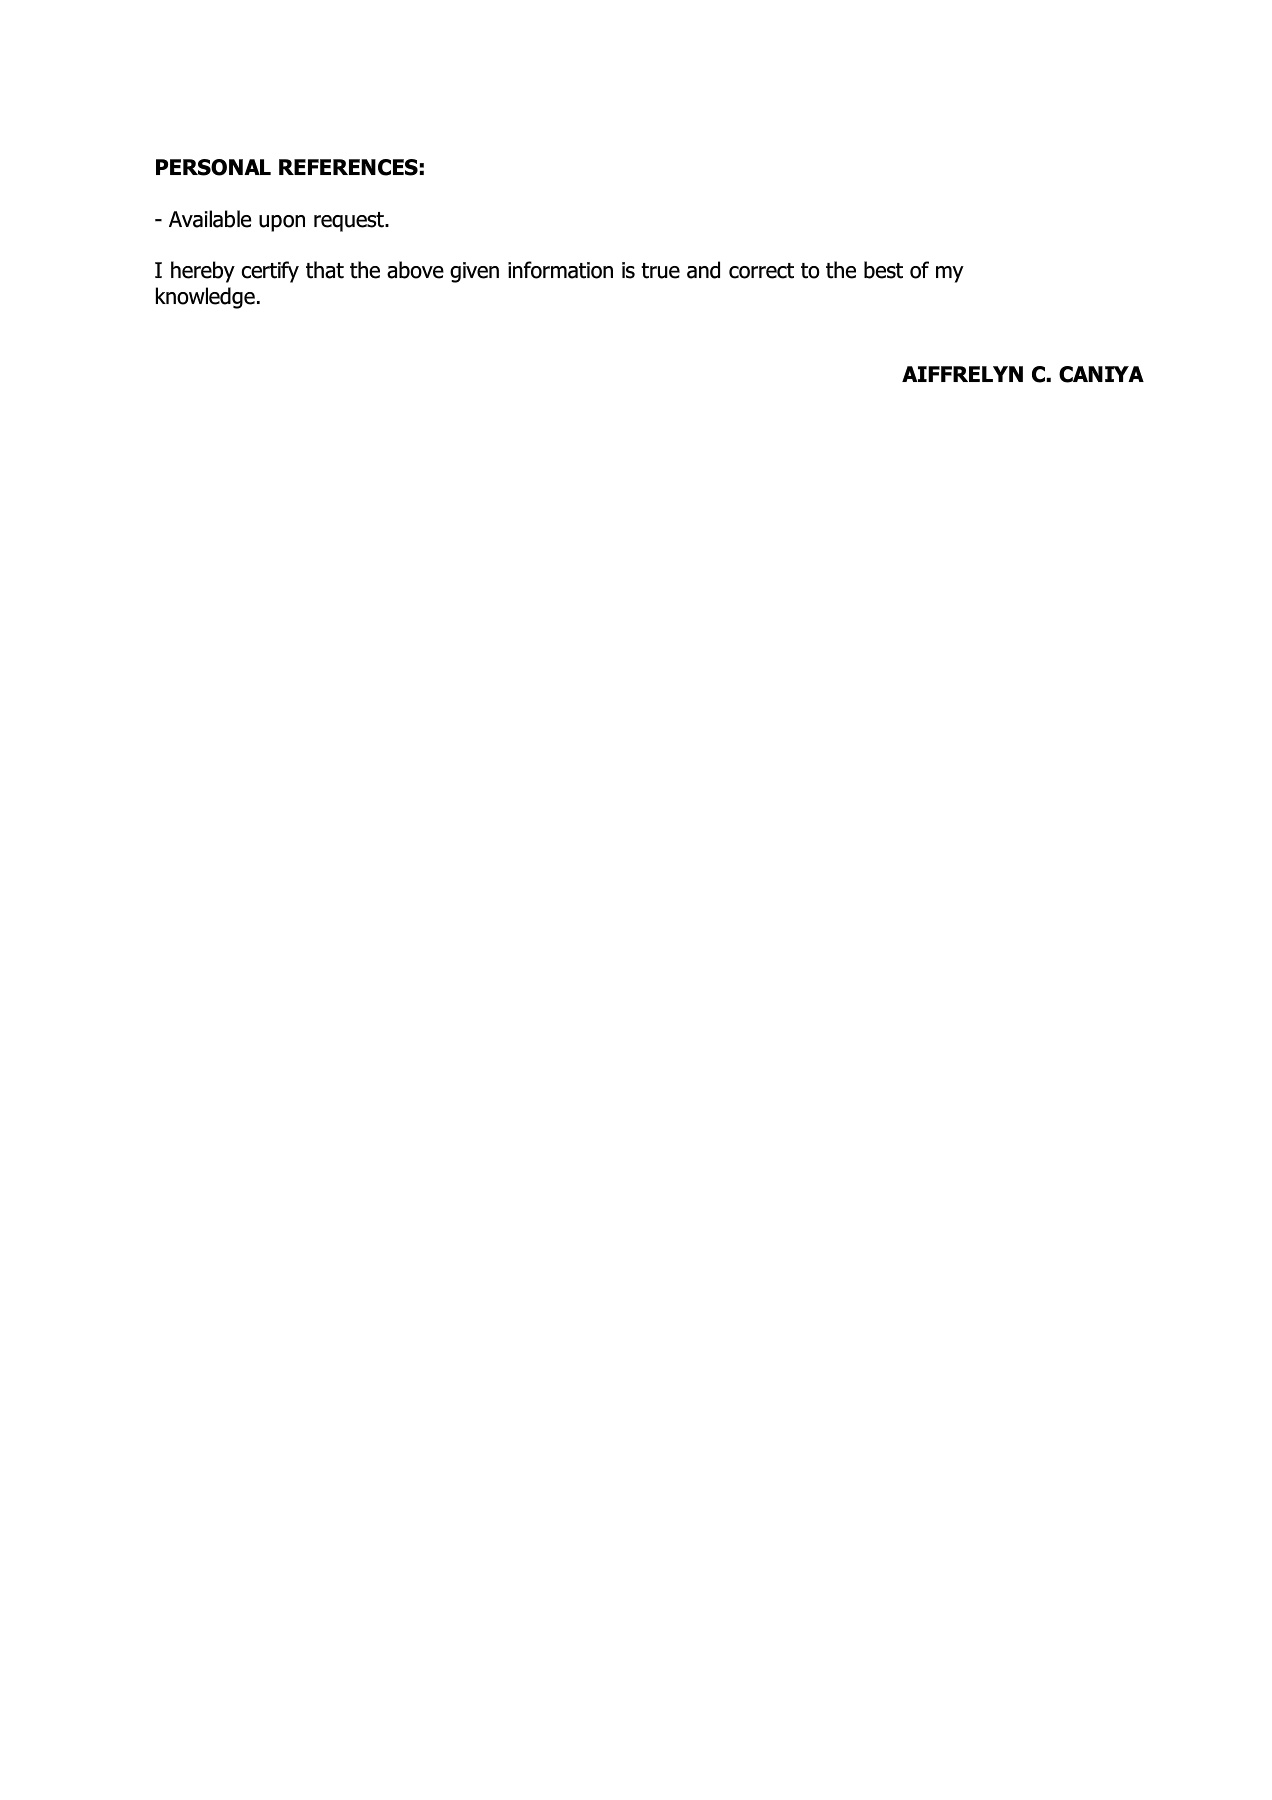 PERSONAL REFERENCES:
- Available upon request.
I hereby certify that the above given information is true and correct to the best of my
knowledge.
AIFFRELYN C. CANIYA